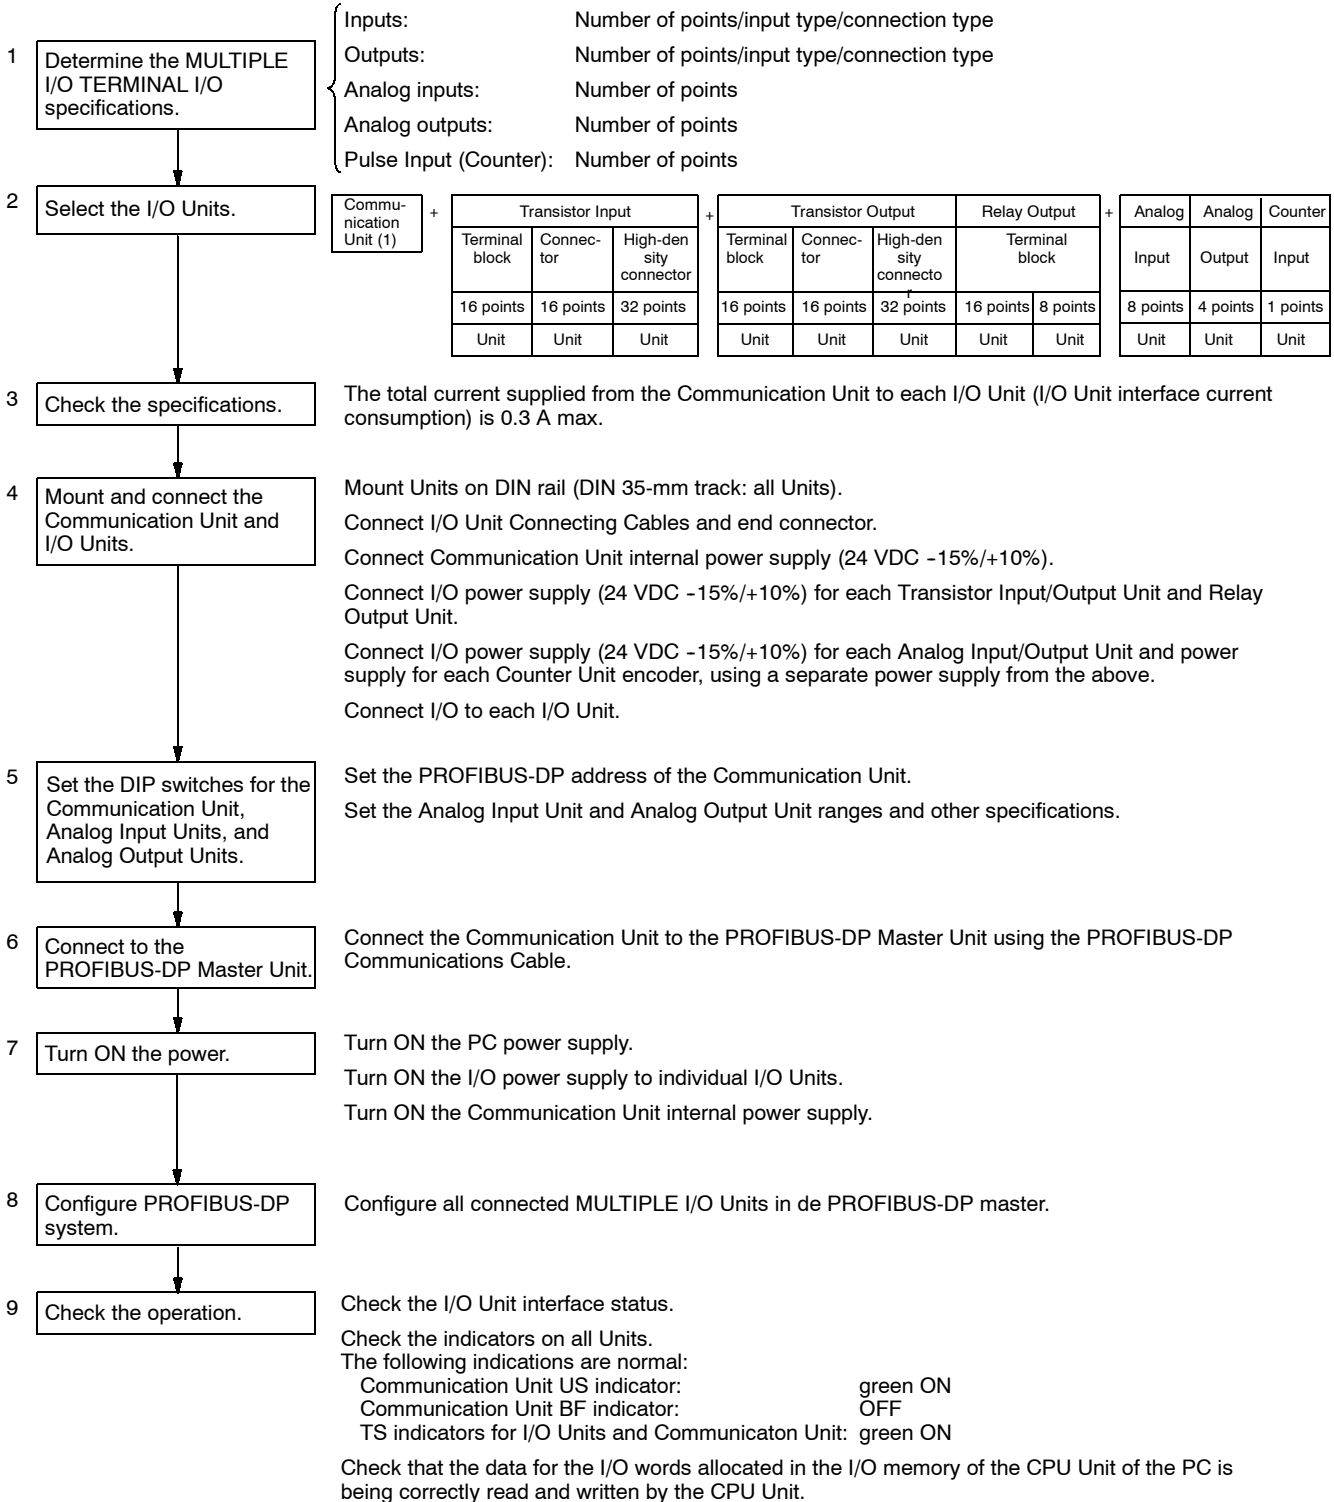 Inputs: Number of points/input type/connection type
1 Determine the MULTIPLE
I/O TERMINAL I/O
specifications.
Outputs: Number of points/input type/connection type
Analog inputs: Number of points
Analog outputs: Number of points
Pulse Input (Counter): Number of points
2 Select the I/O Units.
Commu-
nication
Unit (1)
+ Transistor Input + Transistor Output Relay Output + Analog Analog Counter
Terminal
block
Connec-
tor
High-den
sity
connector
Terminal
block
Connec-
tor
High-den
sity
connecto
r
Terminal
block
Input Output Input
16 points 16 points 32 points 16 points 16 points 32 points 16 points 8 points 8 points 4 points 1 points
Unit Unit Unit Unit Unit Unit Unit Unit Unit Unit Unit
3 Check the specifications.
The total current supplied from the Communication Unit to each I/O Unit (I/O Unit interface current
consumption) is 0.3 A max.
4 Mount and connect the
Communication Unit and
I/O Units.
Mount Units on DIN rail (DIN 35-mm track: all Units).
Connect I/O Unit Connecting Cables and end connector.
Connect Communication Unit internal power supply (24 VDC -15%/+10%).
Connect I/O power supply (24 VDC -15%/+10%) for each Transistor Input/Output Unit and Relay
Output Unit.
Connect I/O power supply (24 VDC -15%/+10%) for each Analog Input/Output Unit and power
supply for each Counter Unit encoder, using a separate power supply from the above.
Connect I/O to each I/O Unit.
5 Set the DIP switches for the
Communication Unit,
Analog Input Units, and
Analog Output Units.
Set the PROFIBUS-DP address of the Communication Unit.
Set the Analog Input Unit and Analog Output Unit ranges and other specifications.
6 Connect to the
PROFIBUS-DP Master Unit.
Connect the Communication Unit to the PROFIBUS-DP Master Unit using the PROFIBUS-DP
Communications Cable.
7 Turn ON the power.
Turn ON the PC power supply.
Turn ON the I/O power supply to individual I/O Units.
Turn ON the Communication Unit internal power supply.
8 Configure PROFIBUS-DP
system.
Configure all connected MULTIPLE I/O Units in de PROFIBUS-DP master.
9 Check the operation.
Check the I/O Unit interface status.
Check the indicators on all Units.
The following indications are normal:
Communication Unit US indicator: green ON
Communication Unit BF indicator: OFF
TS indicators for I/O Units and Communicaton Unit: green ON
Check that the data for the I/O words allocated in the I/O memory of the CPU Unit of the PC is
being correctly read and written by the CPU Unit.